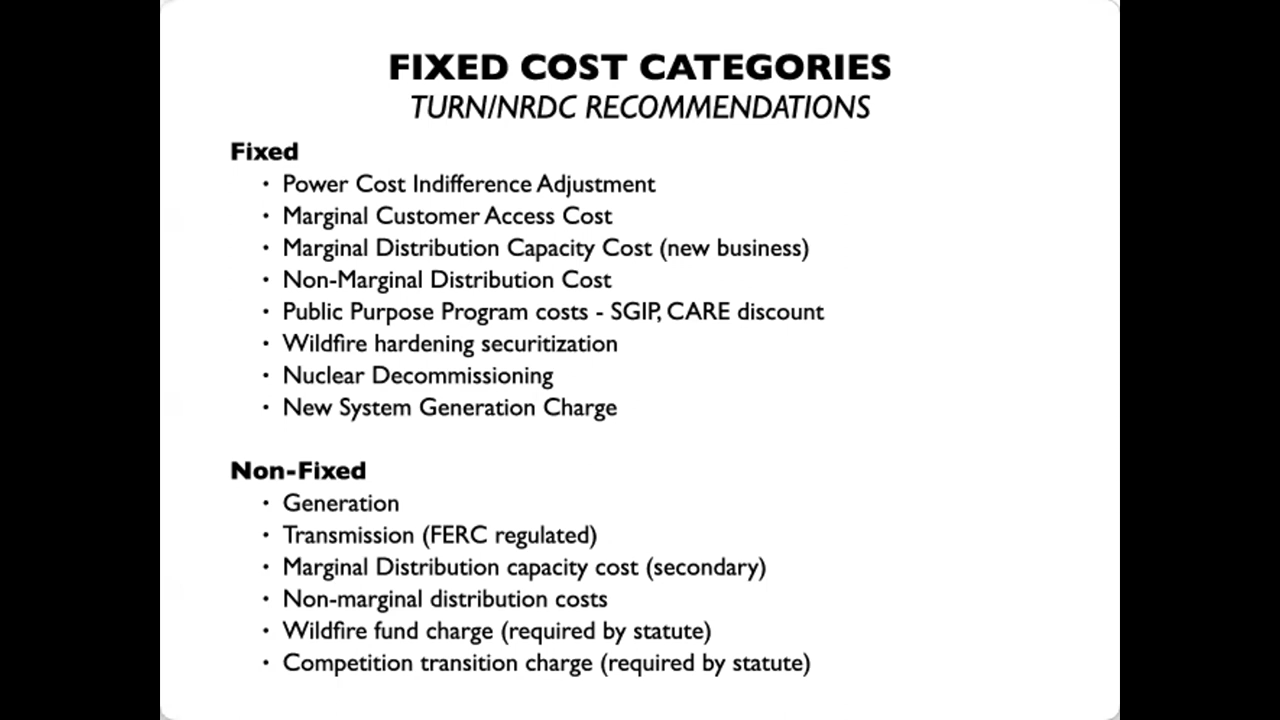 FIXED COST CATEGORIES
TURN/NRDC RECOMMENDATIONS
Fixed
• Power Cost Indifference Adjustment
• Marginal Customer Access Cost
• Marginal Distribution Capacity Cost (new business)
• Non-Marginal Distribution Cost
• Public Purpose Program costs - SGIP, CARE discount
• Wildfire hardening securitization
• Nuclear Decommissioning
• New System Generation Charge
Non-Fixed
• Generation
• Transmission (FERC regulated)
• Marginal Distribution capacity cost (secondary)
• Non-marginal distribution costs
• Wildfire fund charge (required by statute)
• Competition transition charge (required by statute)